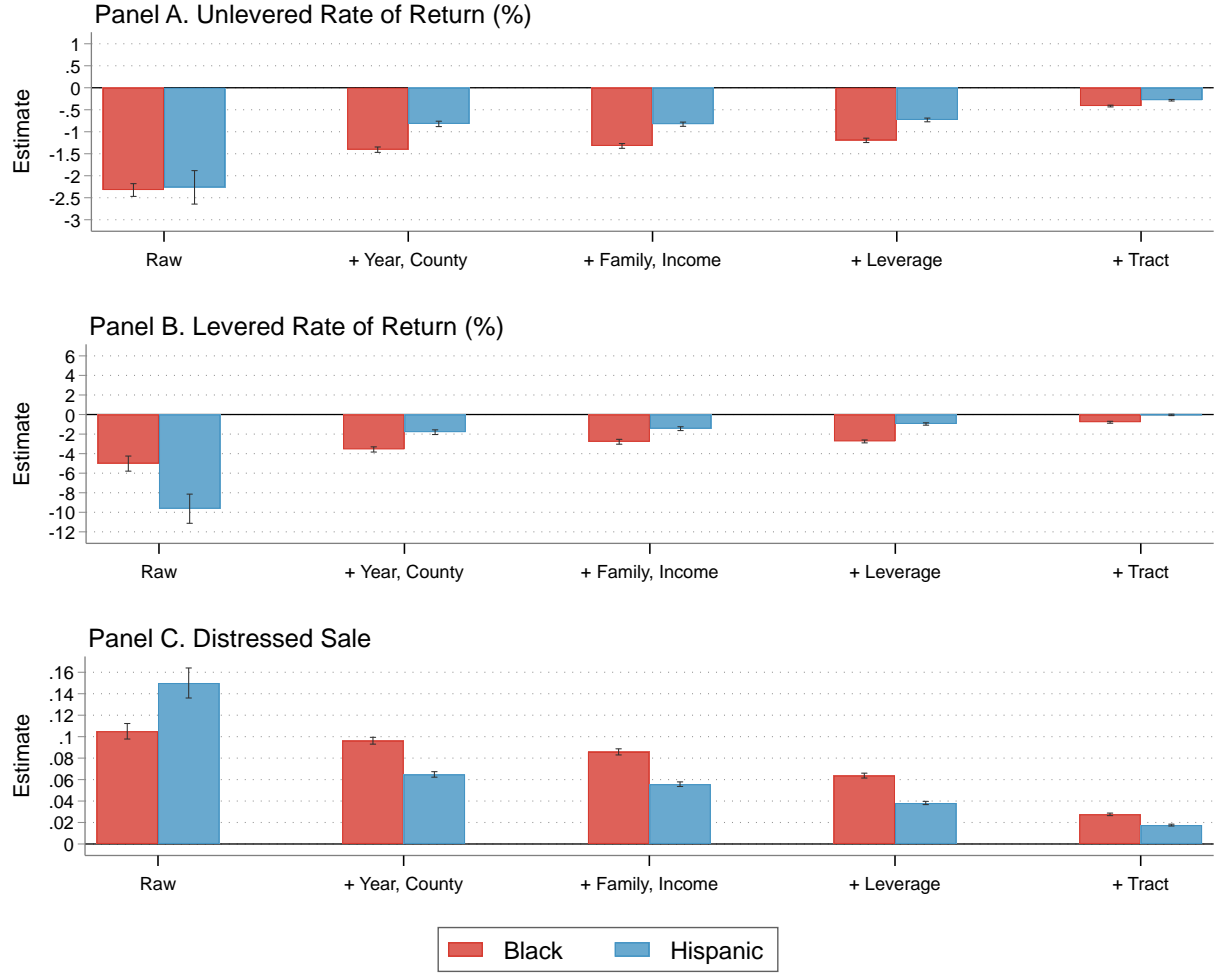 Panel A. Unlevered Rate of Return (%)
Estimate
1
.5
0
-.5
-1
-1.5
-2
-2.5
-3
Raw + Year, County + Family, Income + Leverage + Tract
Panel B. Levered Rate of Return (%)
Estimate
6
4
2
0
-2
-4
-6
-8
-10
-12
Raw + Year, County + Family, Income + Leverage + Tract
Panel C. Distressed Sale
Estimate
.16
.14
.12
.1
.08
.06
.04
.02
0
Raw + Year, County + Family, Income + Leverage + Tract
Black Hispanic